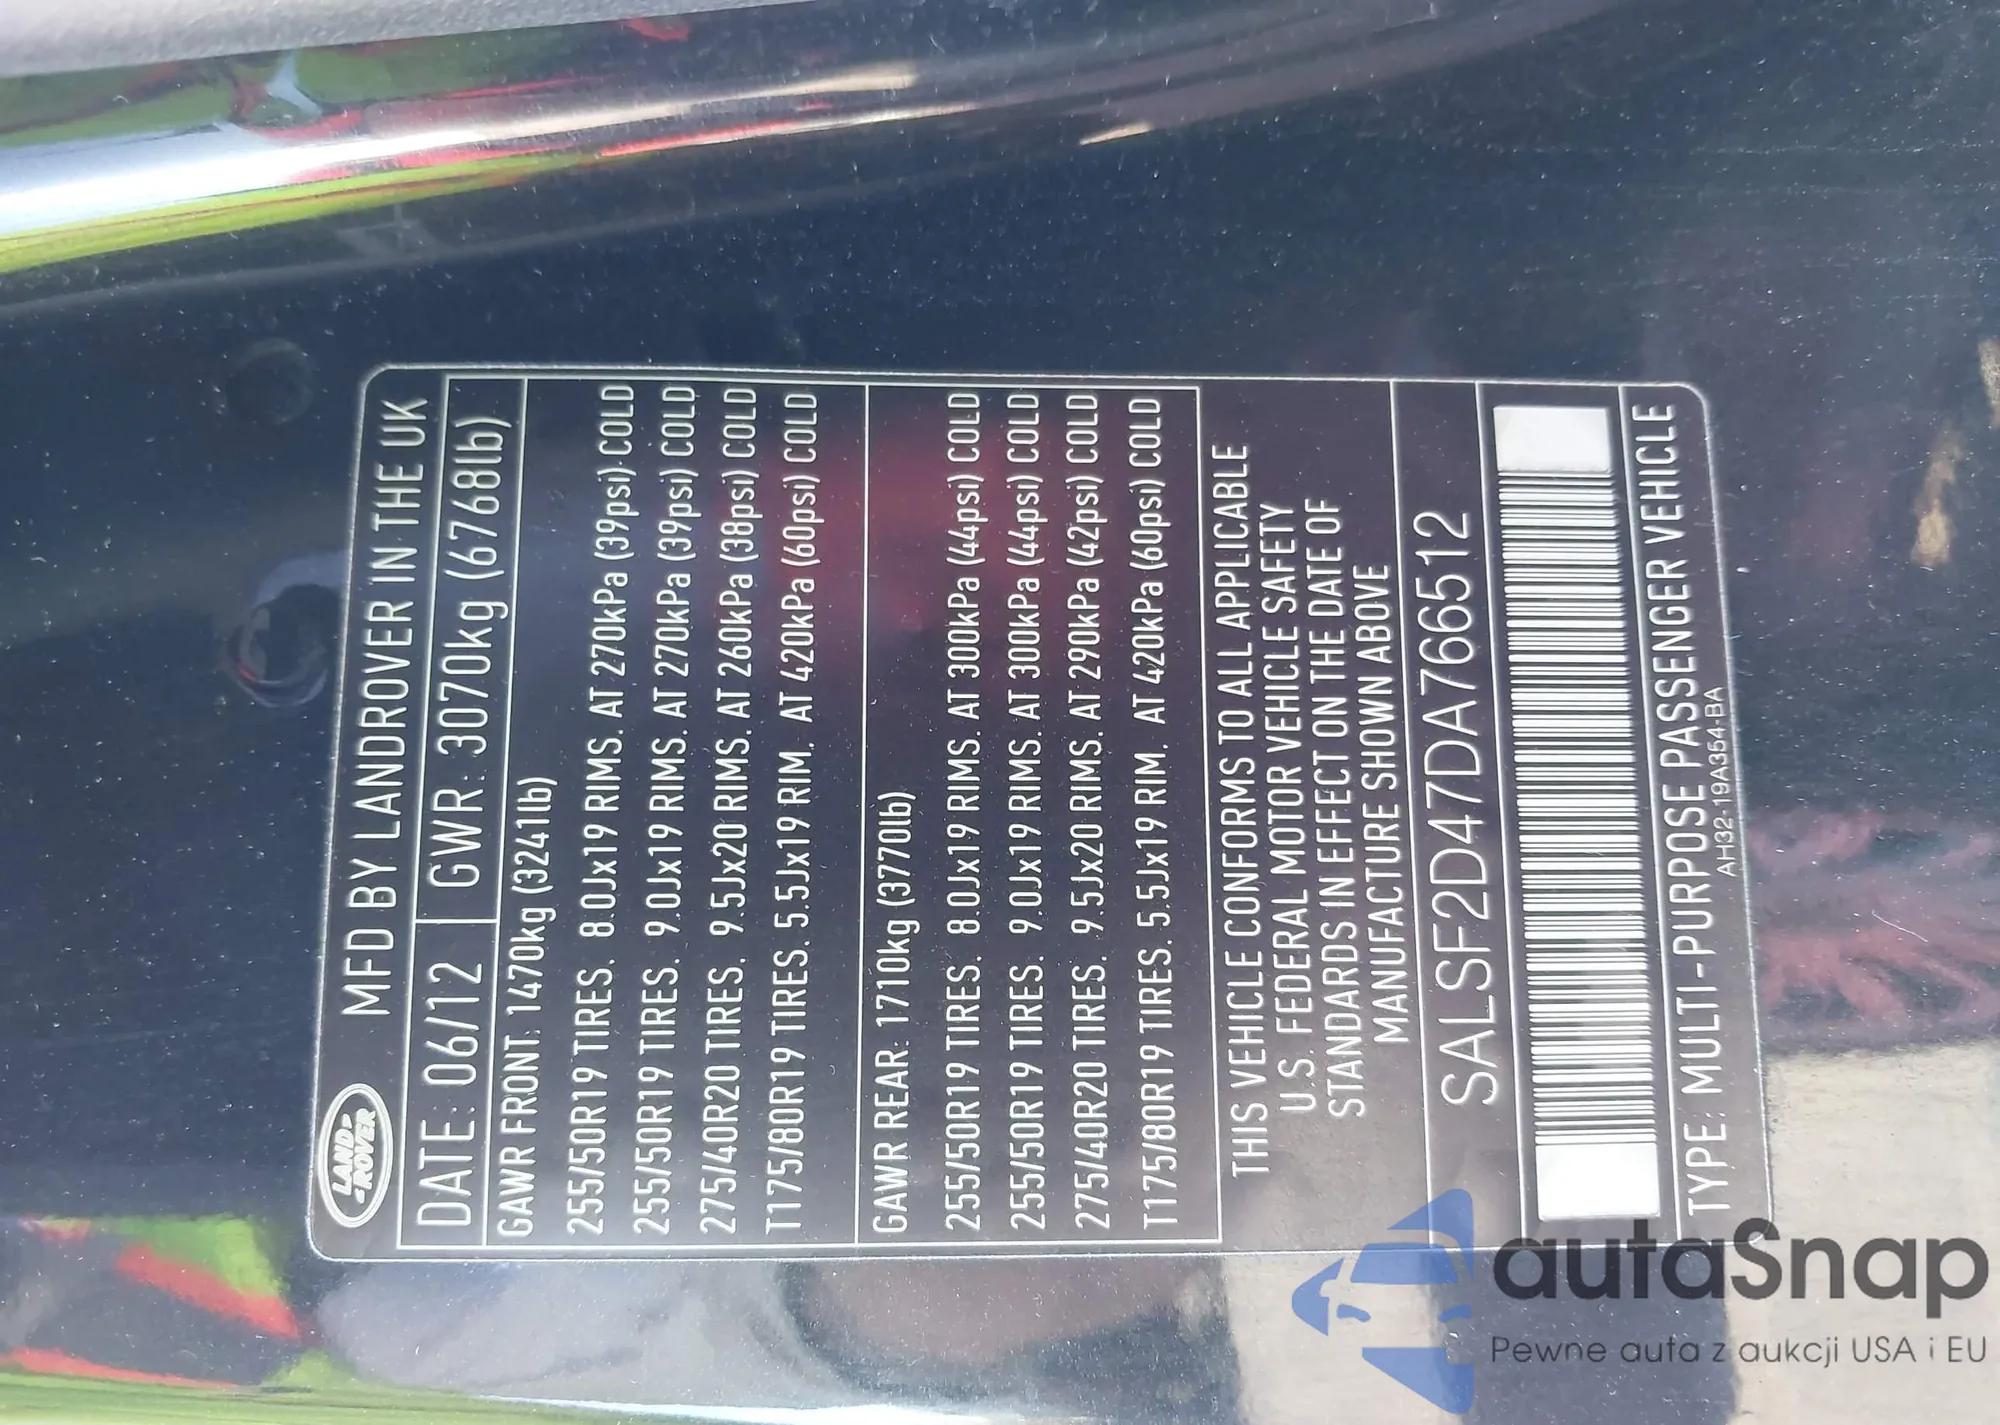 LAND-
-ROVER
MFD BY LANDROVER IN THE UK
DATE: 06/12 GWR: 3070kg (6768lb)
GAWR FRONT: 1470kg (3241lb)
255/50R19 TIRES. 8.0Jx19 RIMS. AT 270kPa (39psi) COLD
255/50R19 TIRES. 9.0Jx19 RIMS. AT 270kPa (39psi) COLD
275/40R20 TIRES. 9.5Jx20 RIMS. AT 260kPa (38psi) COLD
T175/80R19 TIRES. 5.5Jx19 RIM. AT 420kPa (60psi) COLD
GAWR REAR: 1710kg (3770lb)
255/50R19 TIRES. 8.0Jx19 RIMS. AT 300kPa (44psi) COLD
255/50R19 TIRES. 9.0Jx19 RIMS. AT 300kPa (44psi) COLD
275/40R20 TIRES. 9.5Jx20 RIMS. AT 290kPa (42psi) COLD
T175/80R19 TIRES. 5.5Jx19 RIM. AT 420kPa (60psi) COLD
THIS VEHICLE CONFORMS TO ALL APPLICABLE
U.S. FEDERAL MOTOR VEHICLE SAFETY
STANDARDS IN EFFECT ON THE DATE OF
MANUFACTURE SHOWN ABOVE
SALSF2D47DA766512
TYPE: MULTI-PURPOSE PASSENGER VEHICLE
AH32-19A354-BA
autaSnap
Pewne auta z aukcji USA i EU